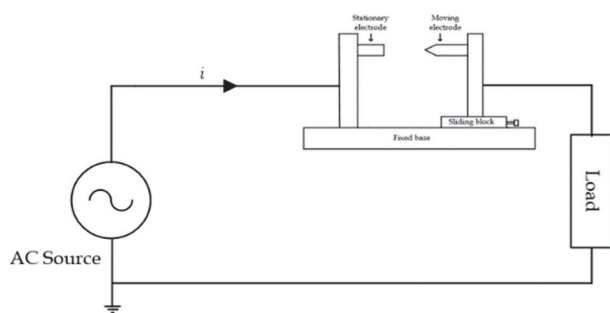 Stationary
electrode
Moving
electrode
i
Sliding block
Fixed base
Load
AC Source